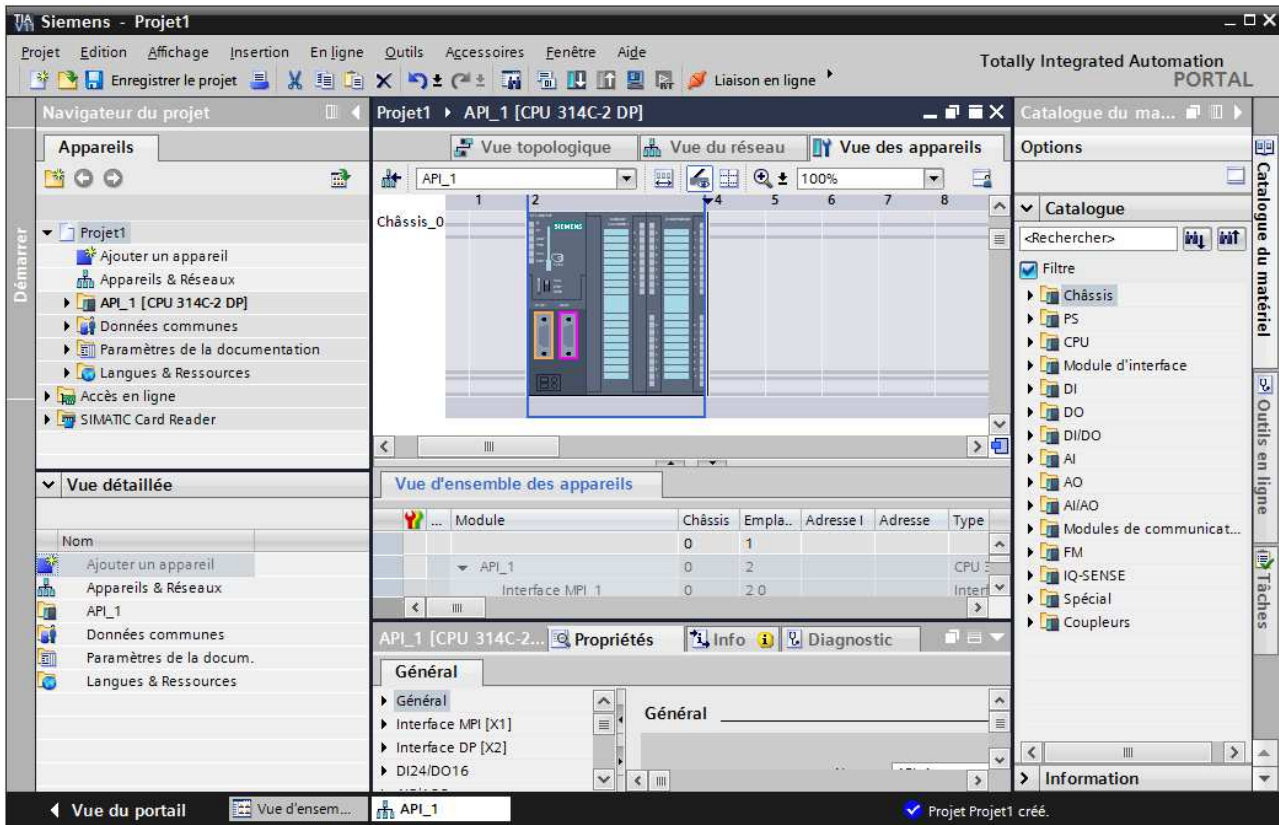 TIA V11 Siemens - Projet1
Projet Edition Affichage Insertion En ligne Outils Accessoires Fenêtre Aide
Totally Integrated Automation
PORTAL
Enregistrer le projet
Liaison en ligne
Navigateur du projet
Appareils
Démarrer
Projet1
Ajouter un appareil
Appareils & Réseaux
API_1 [CPU 314C-2 DP]
Données communes
Paramètres de la documentation
Langues & Ressources
Accès en ligne
SIMATIC Card Reader
Vue détaillée
Nom
Ajouter un appareil
Appareils & Réseaux
API_1
Données communes
Paramètres de la docum.
Langues & Ressources
Projet1 API_1 [CPU 314C-2 DP]
Vue topologique Vue du réseau Vue des appareils
API_1 100%
1 2 4 5 6 7 8
Châssis_0
SIEMENS
Vue d'ensemble des appareils
... Module Châssis Empla.. Adresse I Adresse Type
0 1
API_1 0 2 CPU
Interface MPI_1 0 2 0 Interf
API_1 [CPU 314C-2... Propriétés Info Diagnostic
Général
Général
Interface MPI [X1]
Interface DP [X2]
DI24/DO16
Général
Catalogue du ma...
Options
Catalogue
<Rechercher>
Filtre
Châssis
PS
CPU
Module d'interface
DI
DO
DI/DO
AI
AO
AI/AO
Modules de communicat...
FM
IQ-SENSE
Spécial
Coupleurs
Information
Catalogue du matériel
Outils en ligne
Tâches
Vue du portail Vue d'ensem... API_1 Projet Projet1 créé.